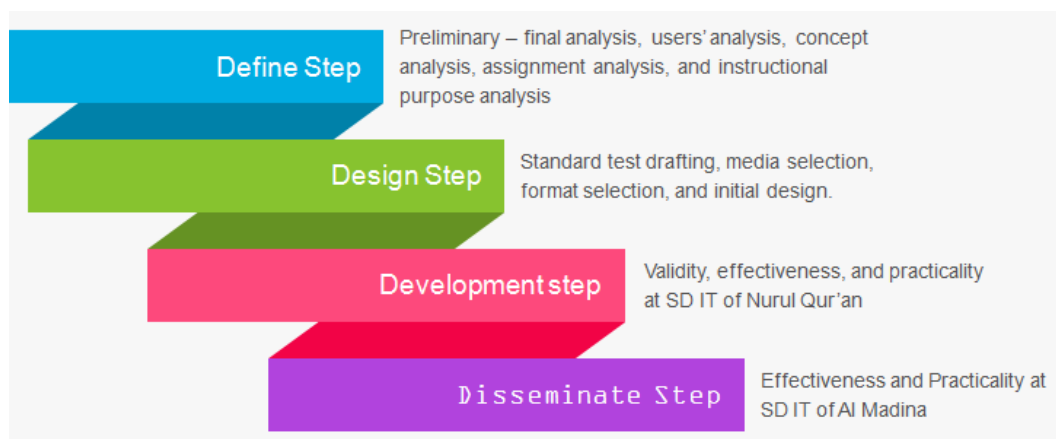 Define Step
Preliminary – final analysis, users’ analysis, concept
analysis, assignment analysis, and instructional
purpose analysis
Design Step
Standard test drafting, media selection,
format selection, and initial design.
Development step
Validity, effectiveness, and practicality
at SD IT of Nurul Qur’an
Disseminate Step
Effectiveness and Practicality at
SD IT of Al Madina